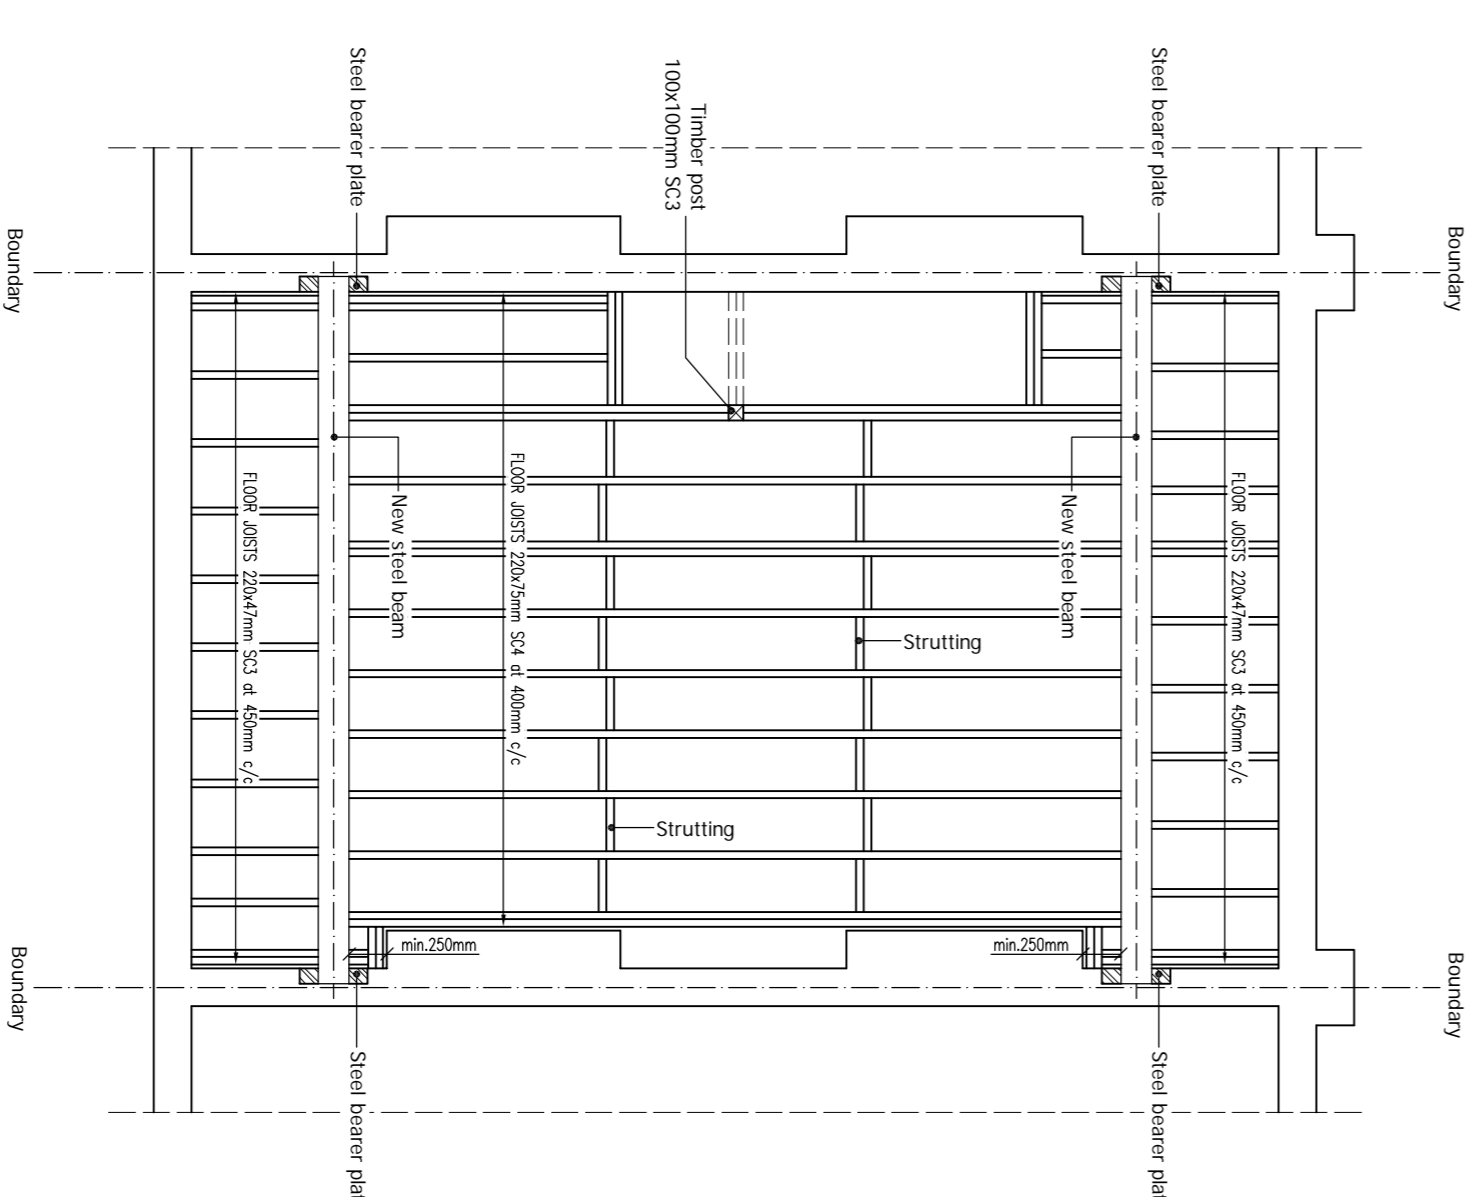 Steel bearer plate
Timber post
100x100mm SC3
Steel bearer plate
Boundary
Boundary
FLOOR JOISTS 220x47mm SC3 at 450mm c/c
New steel beam
FLOOR JOISTS 220x75mm SC4 at 400mm c/c
New steel beam
FLOOR JOISTS 220x47mm SC3 at 450mm c/c
Strutting
Strutting
min.250mm
min.250mm
Boundary
Boundary
Steel bearer plat
Steel bearer plat